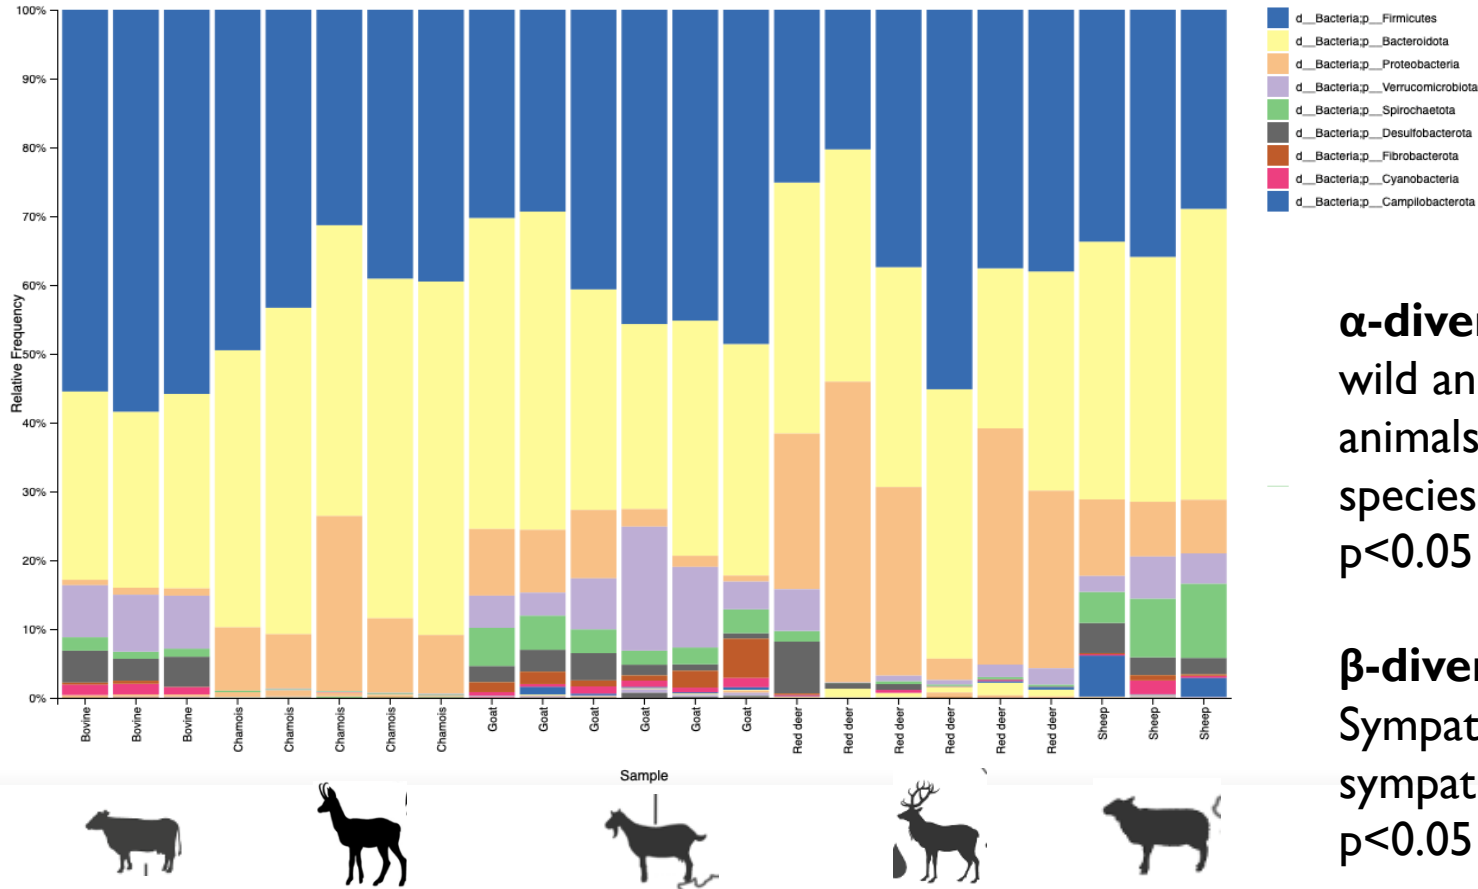 100%
90%
80%
70%
60%
50%
40%
30%
20%
10%
0%
Relative Frequency
Bovine
Bovine
Bovine
Chamois
Chamois
Chamois
Chamois
Chamois
Goat
Goat
Goat
Goat
Goat
Goat
Red deer
Red deer
Red deer
Red deer
Red deer
Red deer
Sheep
Sheep
Sheep
Sample
d__Bacteria;p__Firmicutes
d__Bacteria;p__Bacteroidota
d__Bacteria;p__Proteobacteria
d__Bacteria;p__Verrucomicrobiota
d__Bacteria;p__Spirochaetota
d__Bacteria;p__Desulfobacterota
d__Bacteria;p__Fibrobacterota
d__Bacteria;p__Cyanobacteria
d__Bacteria;p__Campilobacterota
α-diver
wild an
animals
species
p<0.05
β-diver
Sympat
sympat
p<0.05